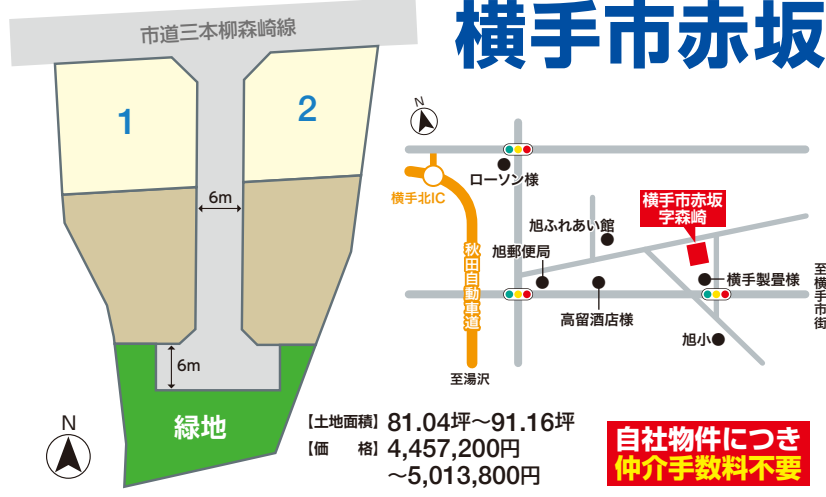 横手市赤坂
市道三本柳森崎線
1
2
6m
6m
緑地
N
N
ローソン様
横手北IC
秋田自動車道
至湯沢
旭ふれあい館
旭郵便局
高留酒店様
横手市赤坂
字森崎
横手製畳様
旭小
至横手市街
【土地面積】81.04坪～91.16坪
【価　　格】4,457,200円
～5,013,800円
自社物件につき
仲介手数料不要